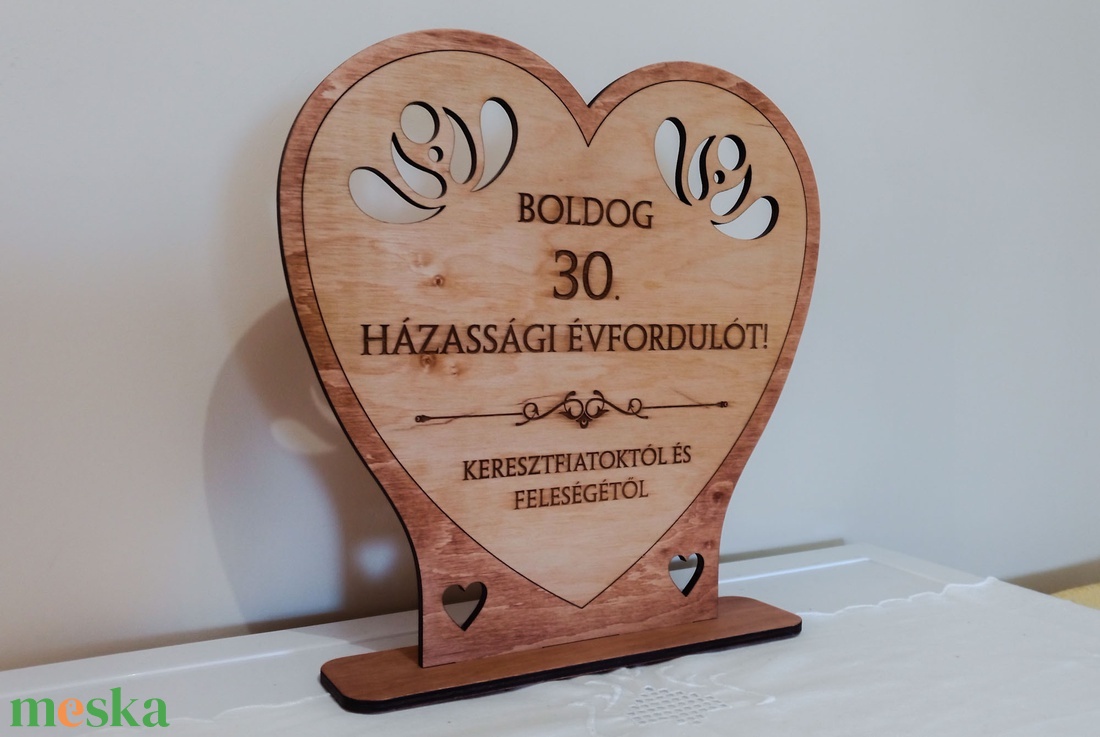 BOLDOG
30.
HÁZASSÁGI ÉVFORDULÓT!
KERESZTFIATOKTÓL ÉS
FELESÉGÉTŐL
meska